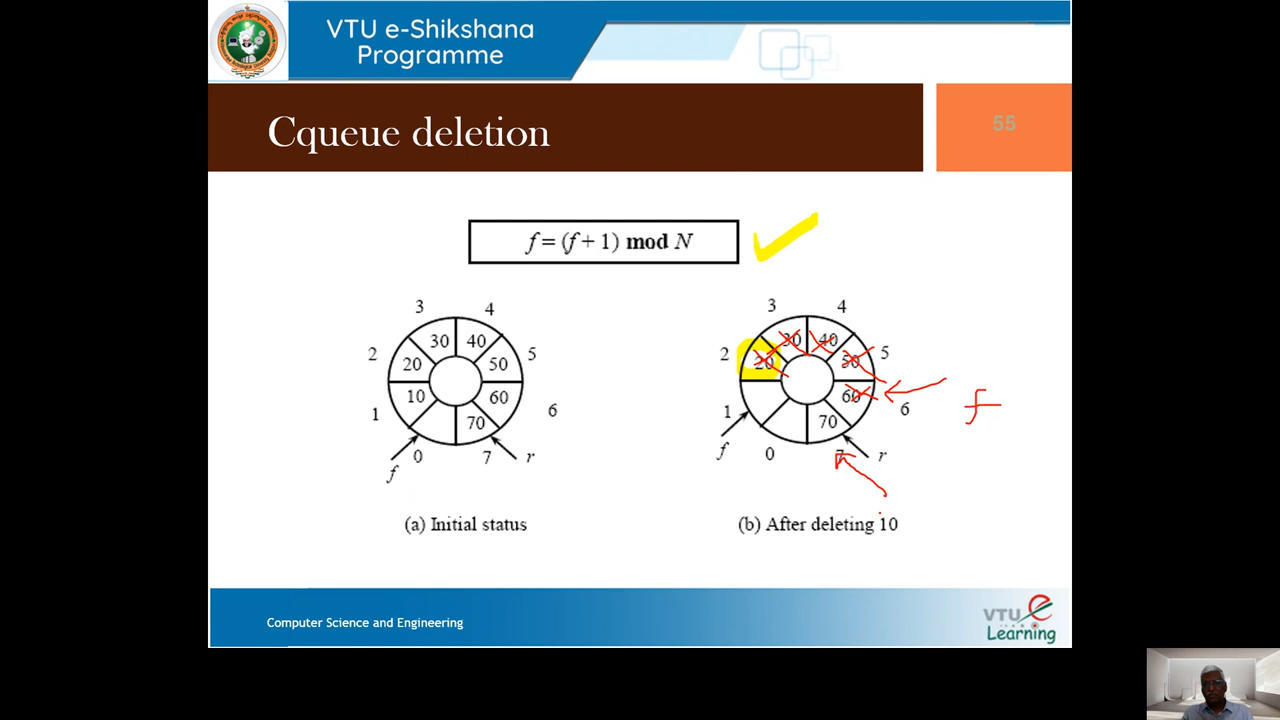 VTU e-Shikshana
Programme
Cqueue deletion
55
f = (f + 1) mod N
3 4
30 40
2 20 50 5
10 60
1 6
70
f 0 7 r
(a) Initial status
3 4
30 40
2 20 50 5
60
1 6 f
70
f 0 7 r
(b) After deleting 10
Computer Science and Engineering
VTU e
Learning